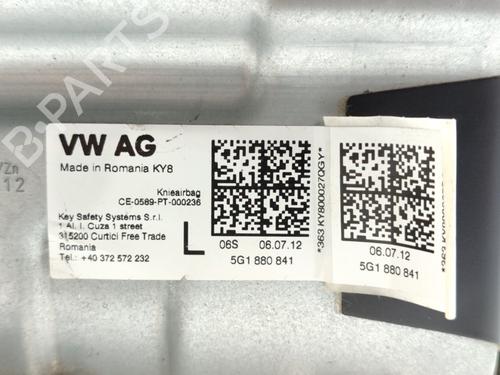 B-PARTS
VW AG
Made in Romania KY8
Knieairbag
CE-0589-PT-000236
Key Safety Systems S.r.l.
1 Al. I. Cuza 1 street
315200 Curtici Free Trade
Romania
Tel.: +40 372 572 232
L
06S 06.07.12
5G1 880 841
*363 KY800027QGY*
06.07.12
5G1 880 841
12